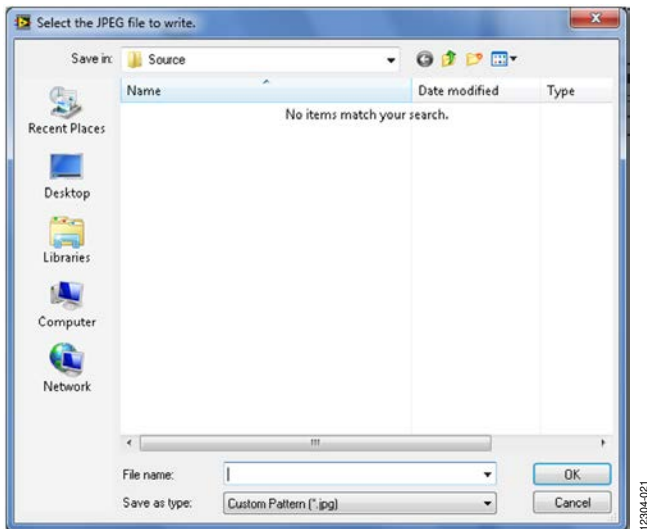 Select the JPEG file to write.
Save in: Source
Name Date modified Type
No items match your search.
Recent Places
Desktop
Libraries
Computer
Network
File name: OK
Save as type: Custom Pattern (*.jpg) Cancel
12304-021